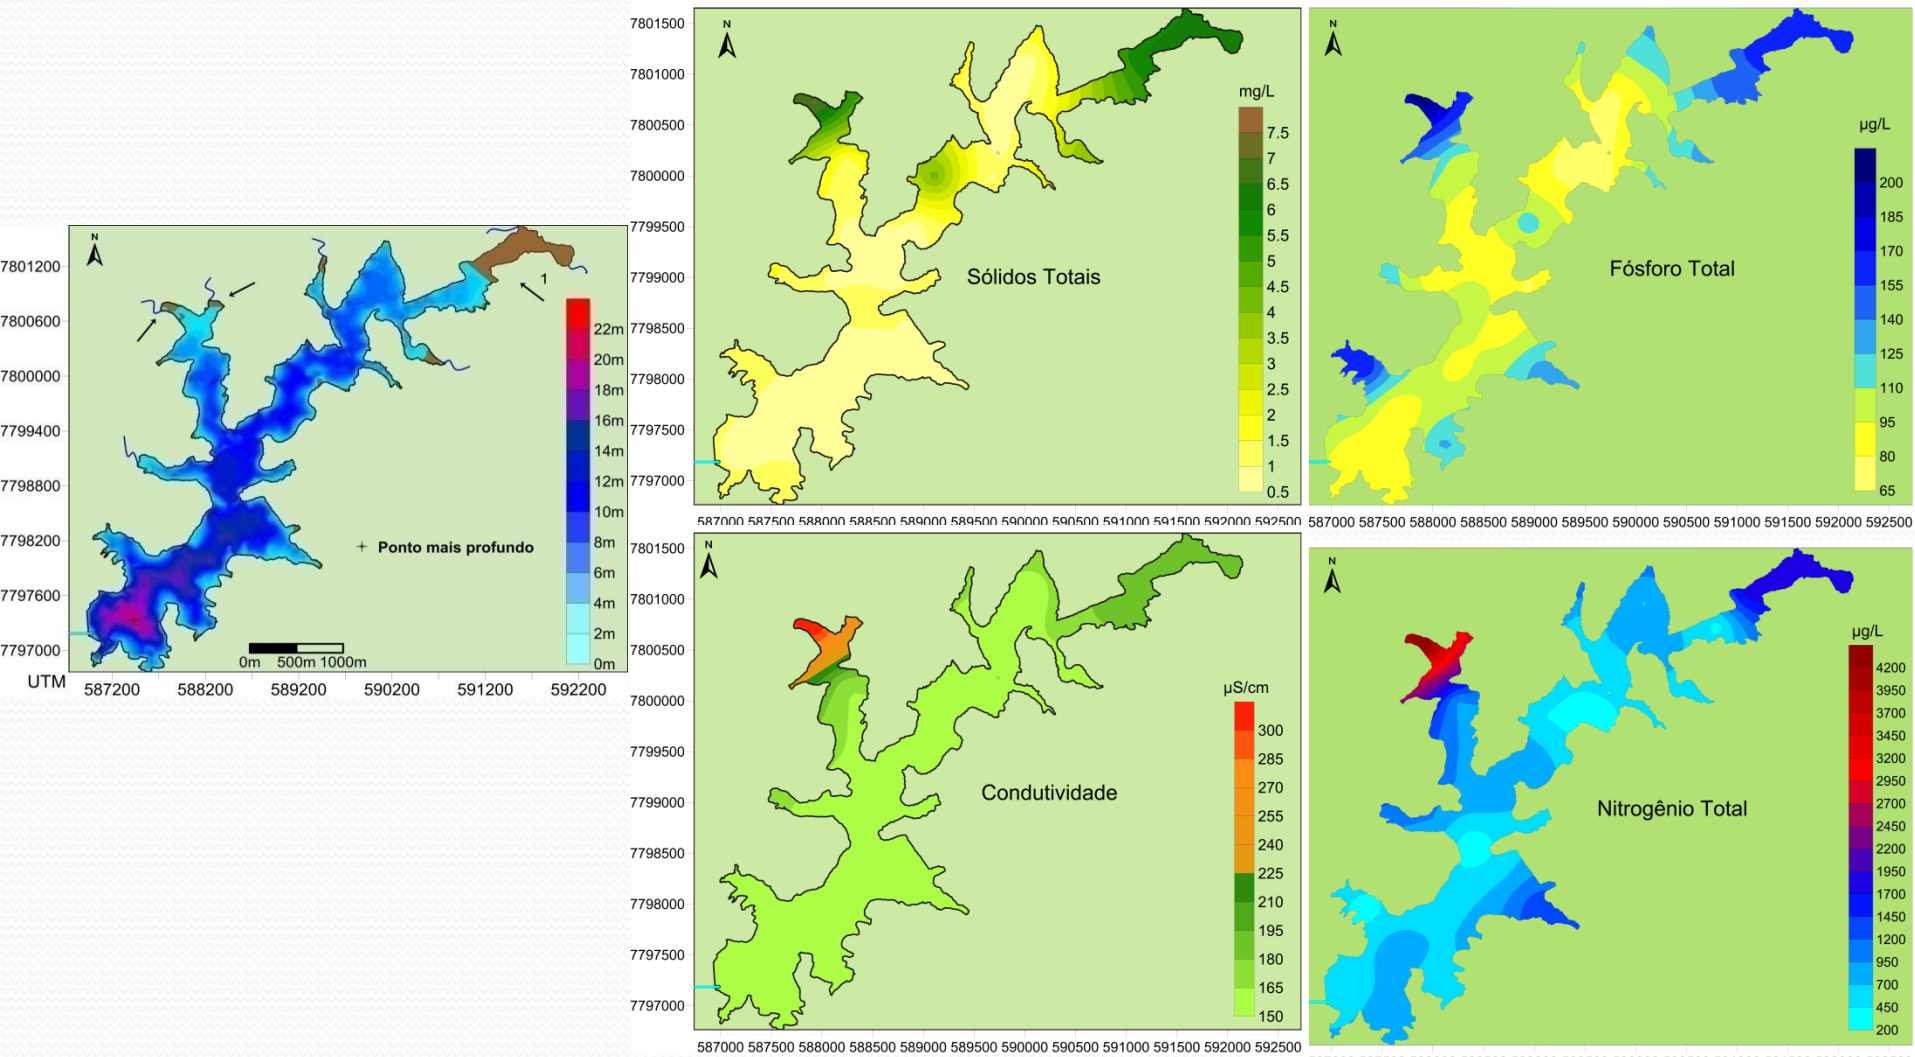 N
7801200
7800600
7800000
7799400
7798800
7798200
7797600
7797000
UTM
587200 588200 589200 590200 591200 592200
1
22m
20m
18m
16m
14m
12m
10m
8m
6m
4m
2m
0m
+ Ponto mais profundo
0m 500m 1000m
N
7801500
7801000
7800500
7800000
7799500
7799000
7798500
7798000
7797500
7797000
587000 587500 588000 588500 589000 589500 590000 590500 591000 591500 592000 592500
Sólidos Totais
mg/L
7.5
7
6.5
6
5.5
5
4.5
4
3.5
3
2.5
2
1.5
1
0.5
N
Fósforo Total
µg/L
200
185
170
155
140
125
110
95
80
65
587000 587500 588000 588500 589000 589500 590000 590500 591000 591500 592000 592500
N
7801500
7801000
7800500
7800000
7799500
7799000
7798500
7798000
7797500
7797000
587000 587500 588000 588500 589000 589500 590000 590500 591000 591500 592000 592500
Condutividade
µS/cm
300
285
270
255
240
225
210
195
180
165
150
N
Nitrogênio Total
µg/L
4200
3950
3700
3450
3200
2950
2700
2450
2200
1950
1700
1450
1200
950
700
450
200